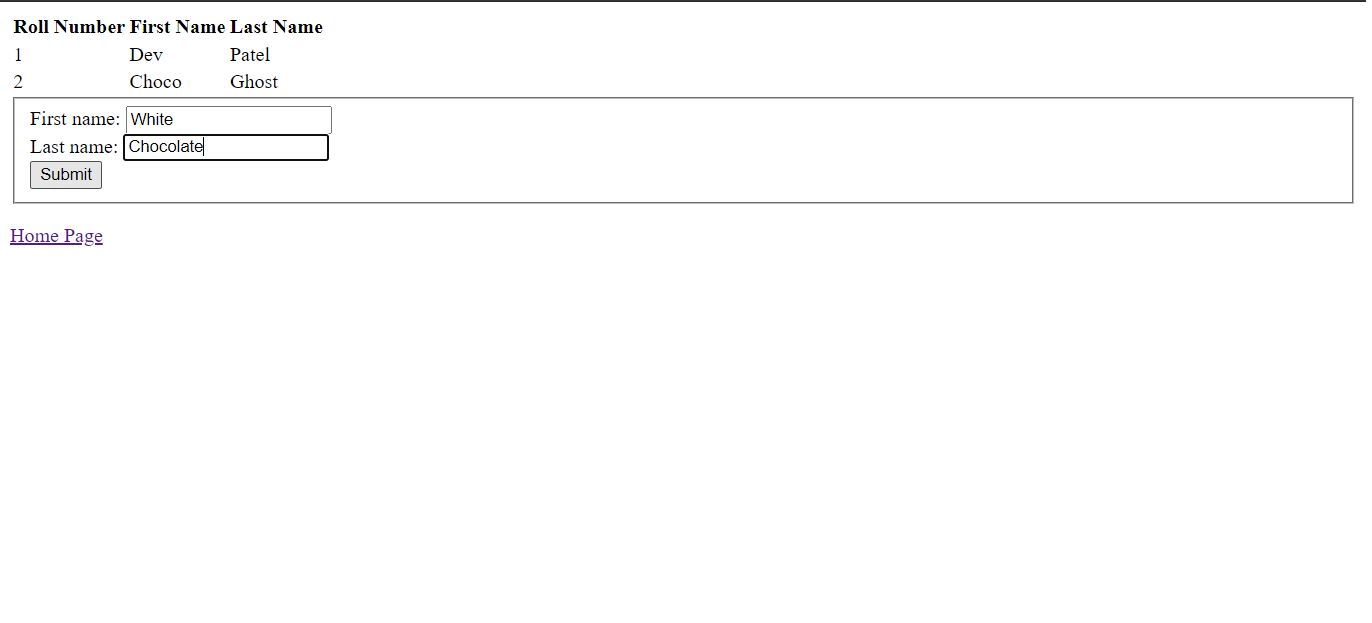 Roll Number First Name Last Name
1 Dev Patel
2 Choco Ghost
First name: White
Last name: Chocolate
Submit
Home Page